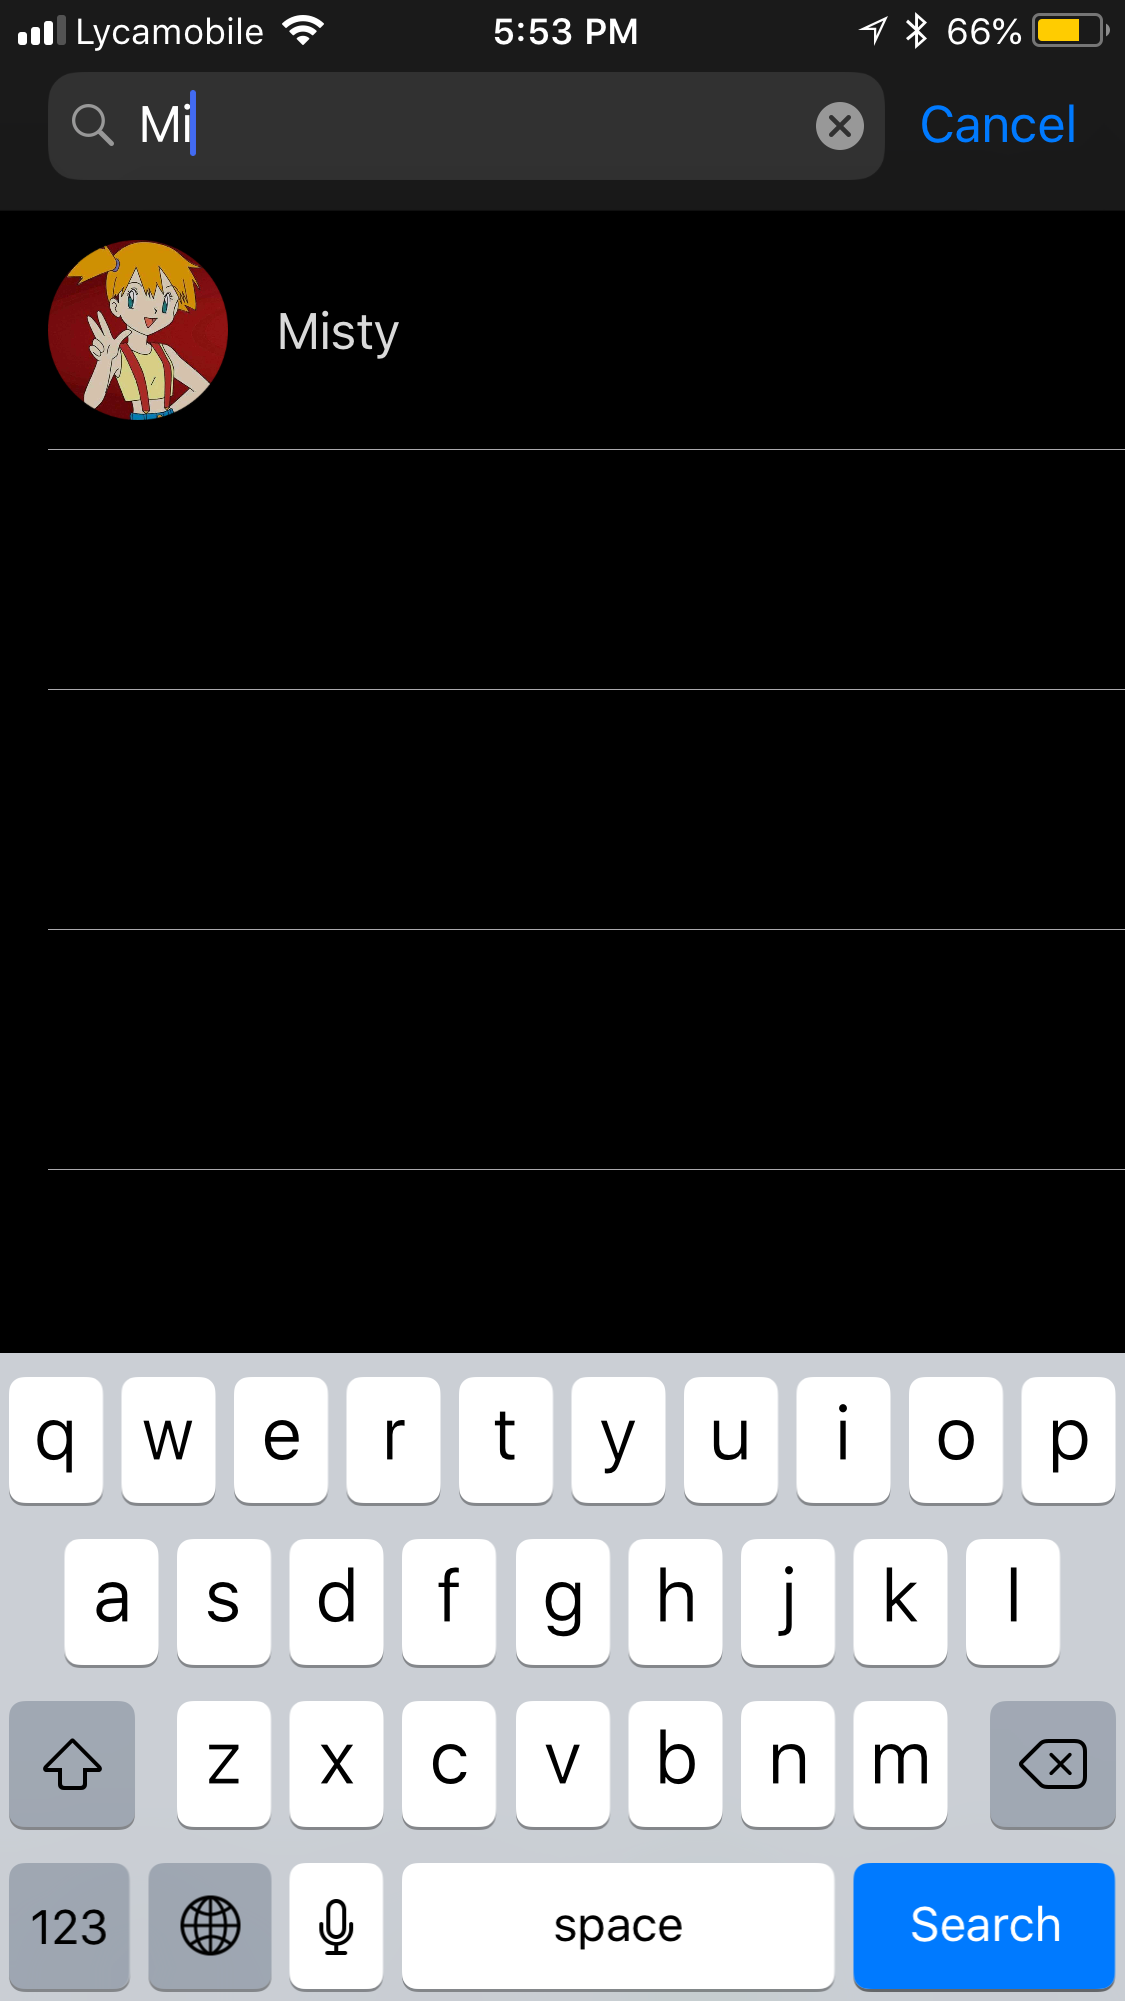 Lycamobile 5:53 PM 66%
Mi Cancel
Misty
q w e r t y u i o p
a s d f g h j k l
z x c v b n m
123 space Search